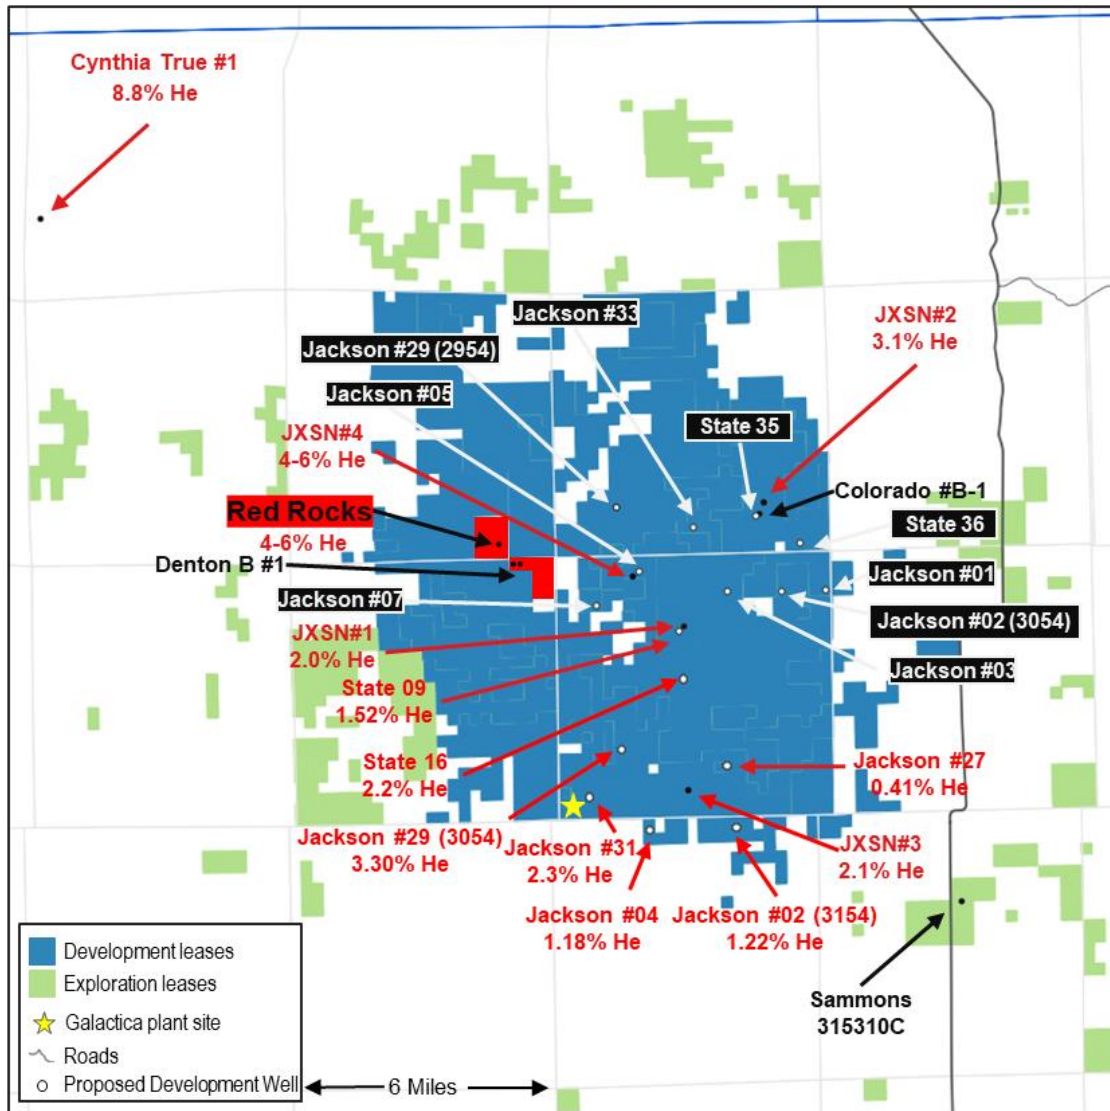 Cynthia True #1
8.8% He
Jackson #33
JXSN#2
3.1% He
Jackson #29 (2954)
Jackson #05
State 35
JXSN#4
4-6% He
Colorado #B-1
Red Rocks
4-6% He
State 36
Denton B #1
Jackson #01
Jackson #07
Jackson #02 (3054)
JXSN#1
2.0% He
Jackson #03
State 09
1.52% He
State 16
2.2% He
Jackson #27
0.41% He
Jackson #29 (3054)
3.30% He
Jackson #31
2.3% He
JXSN#3
2.1% He
Jackson #04
1.18% He
Jackson #02 (3154)
1.22% He
Sammons
315310C
Development leases
Exploration leases
Galactica plant site
Roads
Proposed Development Well
6 Miles